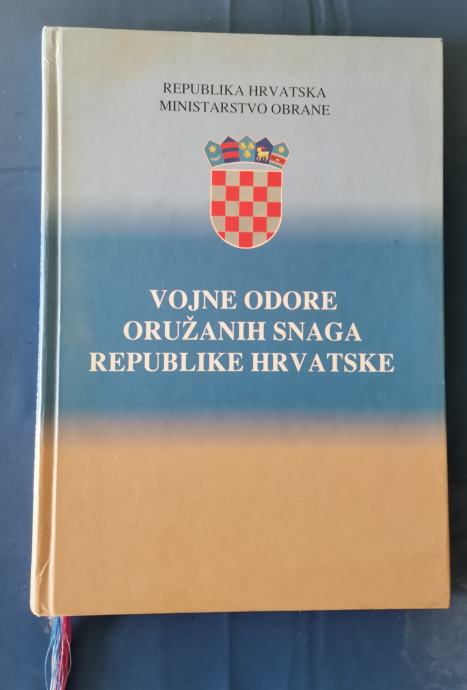 REPUBLIKA HRVATSKA
MINISTARSTVO OBRANE
VOJNE ODORE
ORUŽANIH SNAGA
REPUBLIKE HRVATSKE